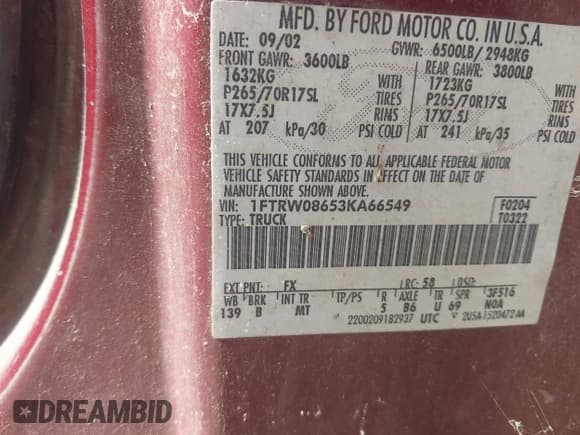 MFD. BY FORD MOTOR CO. IN U.S.A.
DATE: 09/02 GVWR: 6500LB/ 2948KG
FRONT GAWR: 3600LB REAR GAWR: 3800LB
1632KG WITH 1723KG WITH
P265/70R17SL TIRES P265/70R17SL TIRES
17X7.5J RIMS 17X7.5J RIMS
AT 207 kPa/30 PSI COLD AT 241 kPa/35 PSI COLD
THIS VEHICLE CONFORMS TO ALL APPLICABLE FEDERAL MOTOR
VEHICLE SAFETY STANDARDS IN EFFECT ON THE DATE OF
MANUFACTURE SHOWN ABOVE.
VIN: 1FTRW08653KA66549 F0204
TYPE: TRUCK T0322
EXT PNT: FX RC: 58 DSO:
WB BRK INT TR TP/PS R AXLE TR SPR 3F516
139 B MT 5 B6 U 69 NOA
2200209182937 UTC
DREAMBID